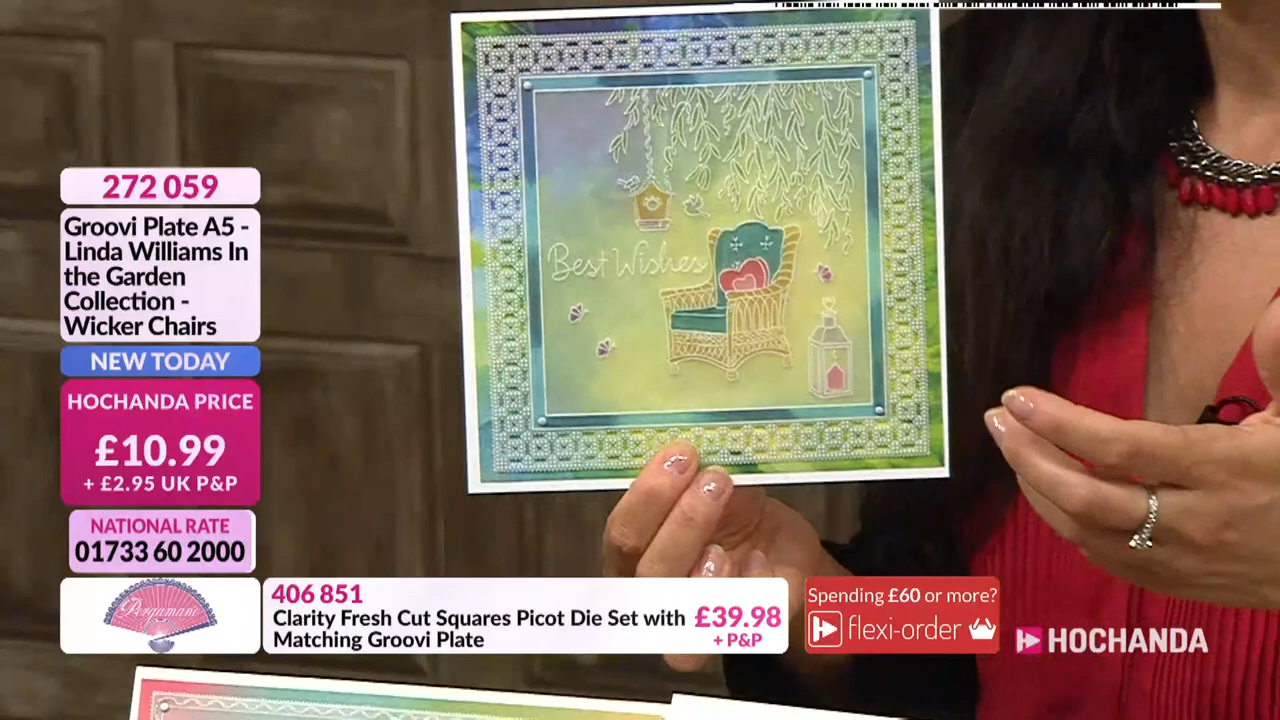 272 059
Groovi Plate A5 -
Linda Williams In
the Garden
Collection -
Wicker Chairs
NEW TODAY
HOCHANDA PRICE
£10.99
+ £2.95 UK P&P
NATIONAL RATE
01733 60 2000
Best Wishes
Pergamano
406 851
Clarity Fresh Cut Squares Picot Die Set with
Matching Groovi Plate
£39.98
+ P&P
Spending £60 or more?
flexi-order
HOCHANDA